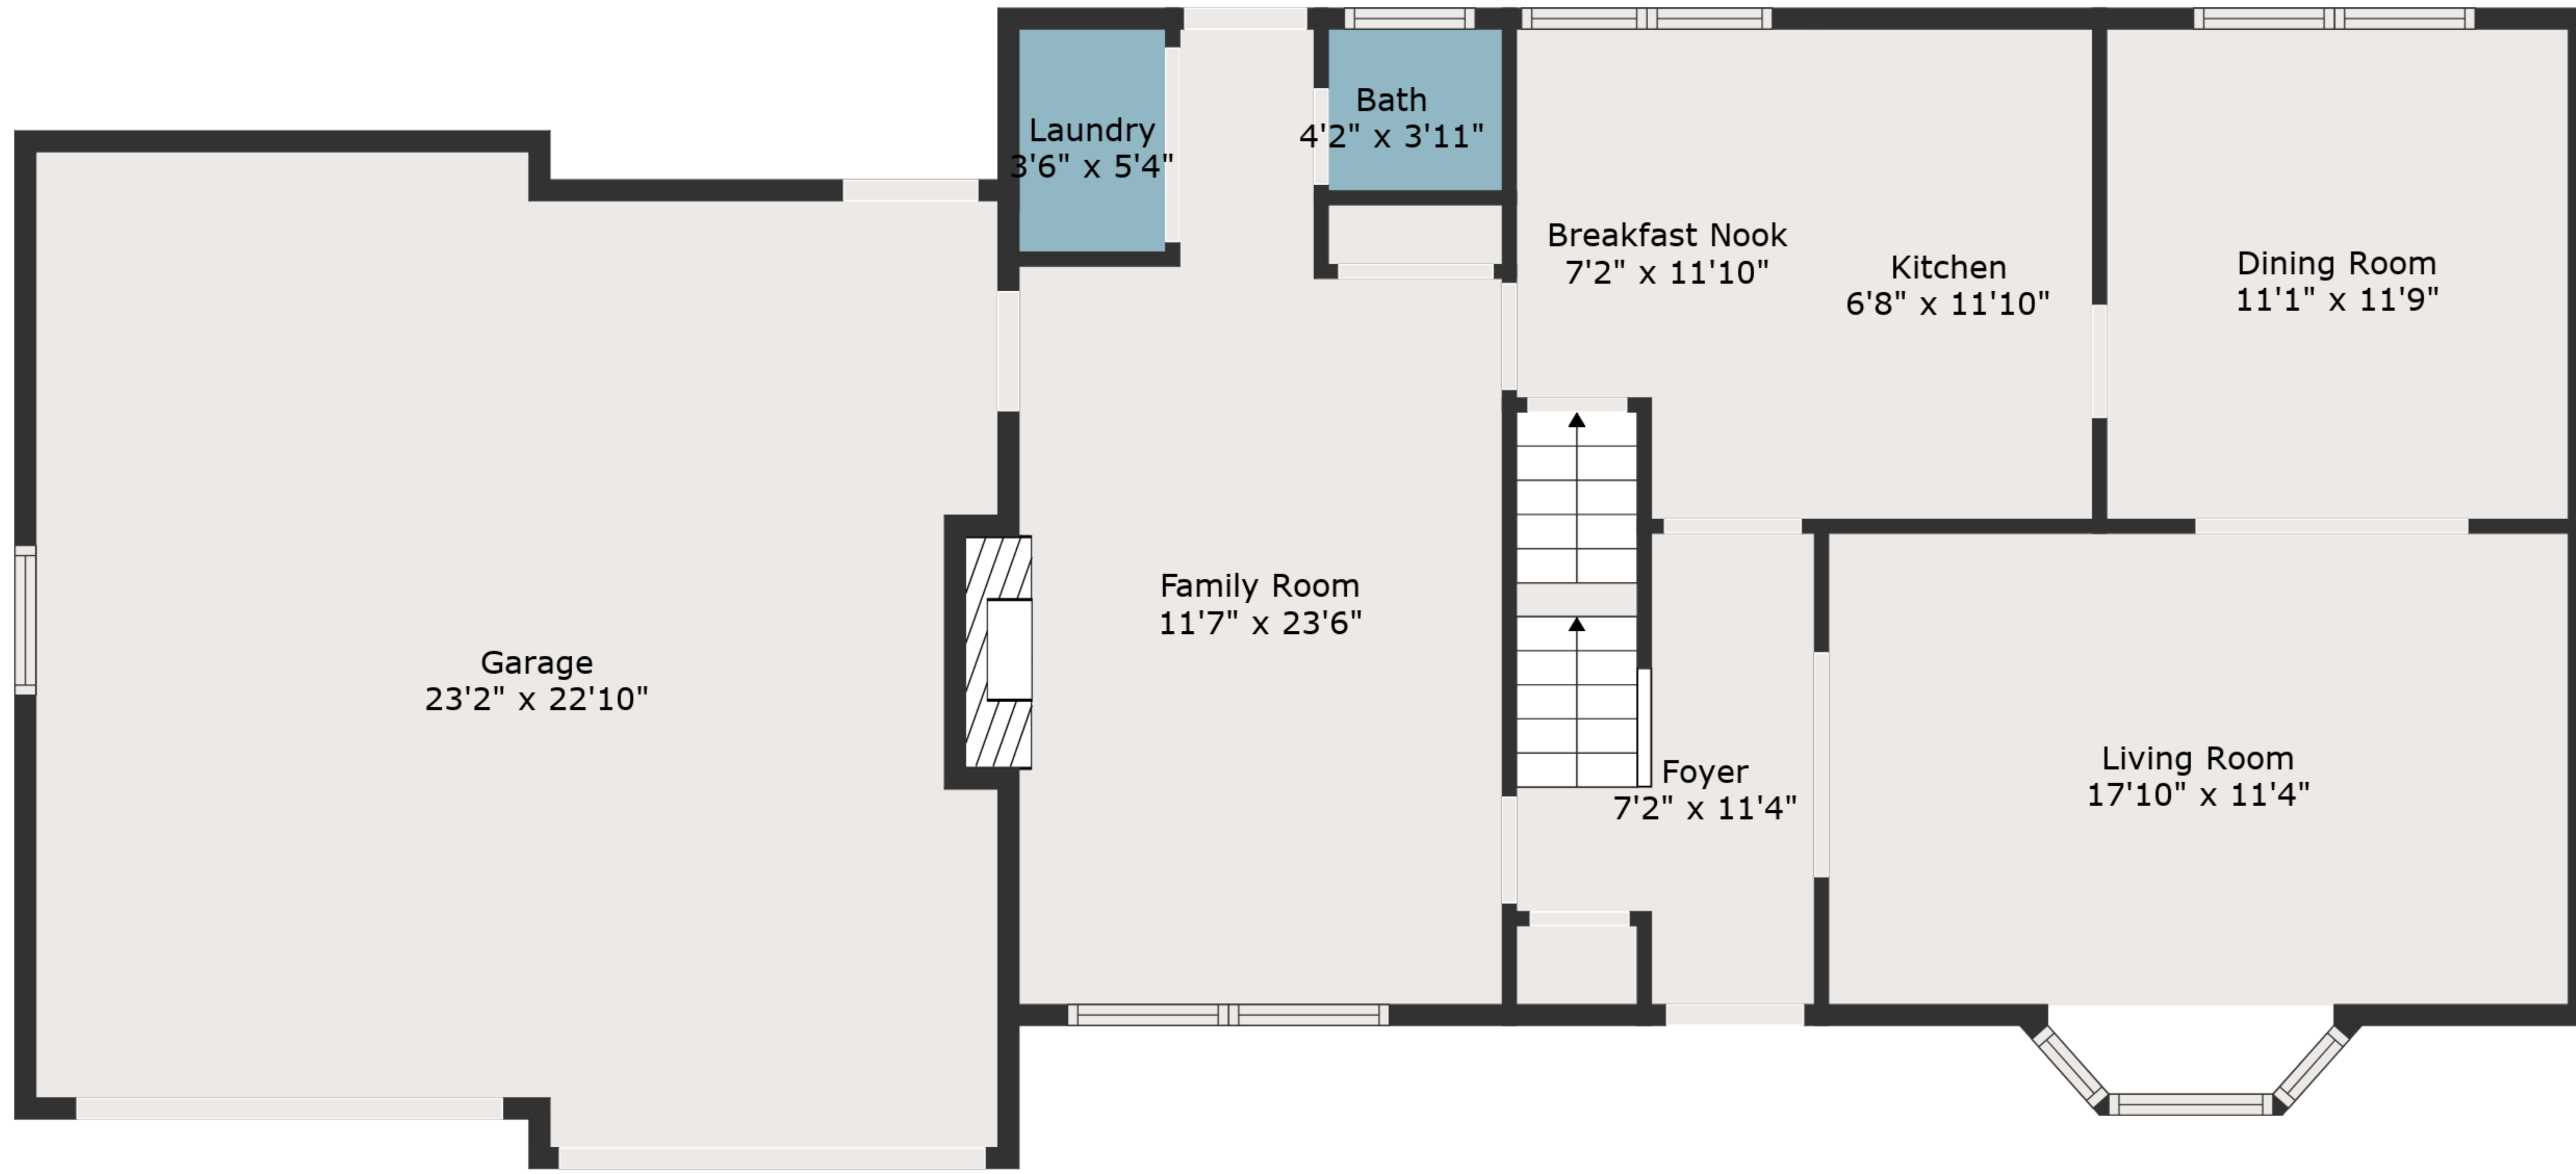 Laundry
3'6" x 5'4"
Bath
4'2" x 3'11"
Breakfast Nook
7'2" x 11'10"
Kitchen
6'8" x 11'10"
Dining Room
11'1" x 11'9"
Garage
23'2" x 22'10"
Family Room
11'7" x 23'6"
Foyer
7'2" x 11'4"
Living Room
17'10" x 11'4"